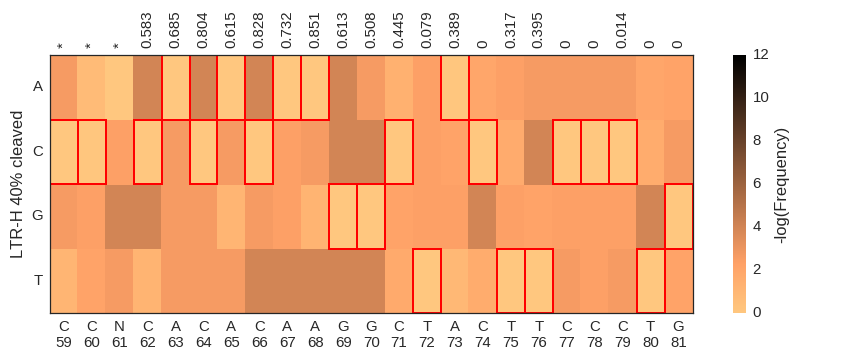 * * * 0.583 0.685 0.804 0.615 0.828 0.732 0.851 0.613 0.508 0.445 0.079 0.389 0 0.317 0.395 0 0 0.014 0 0
LTR-H 40% cleaved
A
C
G
T
C C N C A C A C A A G G C T A C T T C C C T G
59 60 61 62 63 64 65 66 67 68 69 70 71 72 73 74 75 76 77 78 79 80 81
12
10
8
6
4
2
0
-log(Frequency)